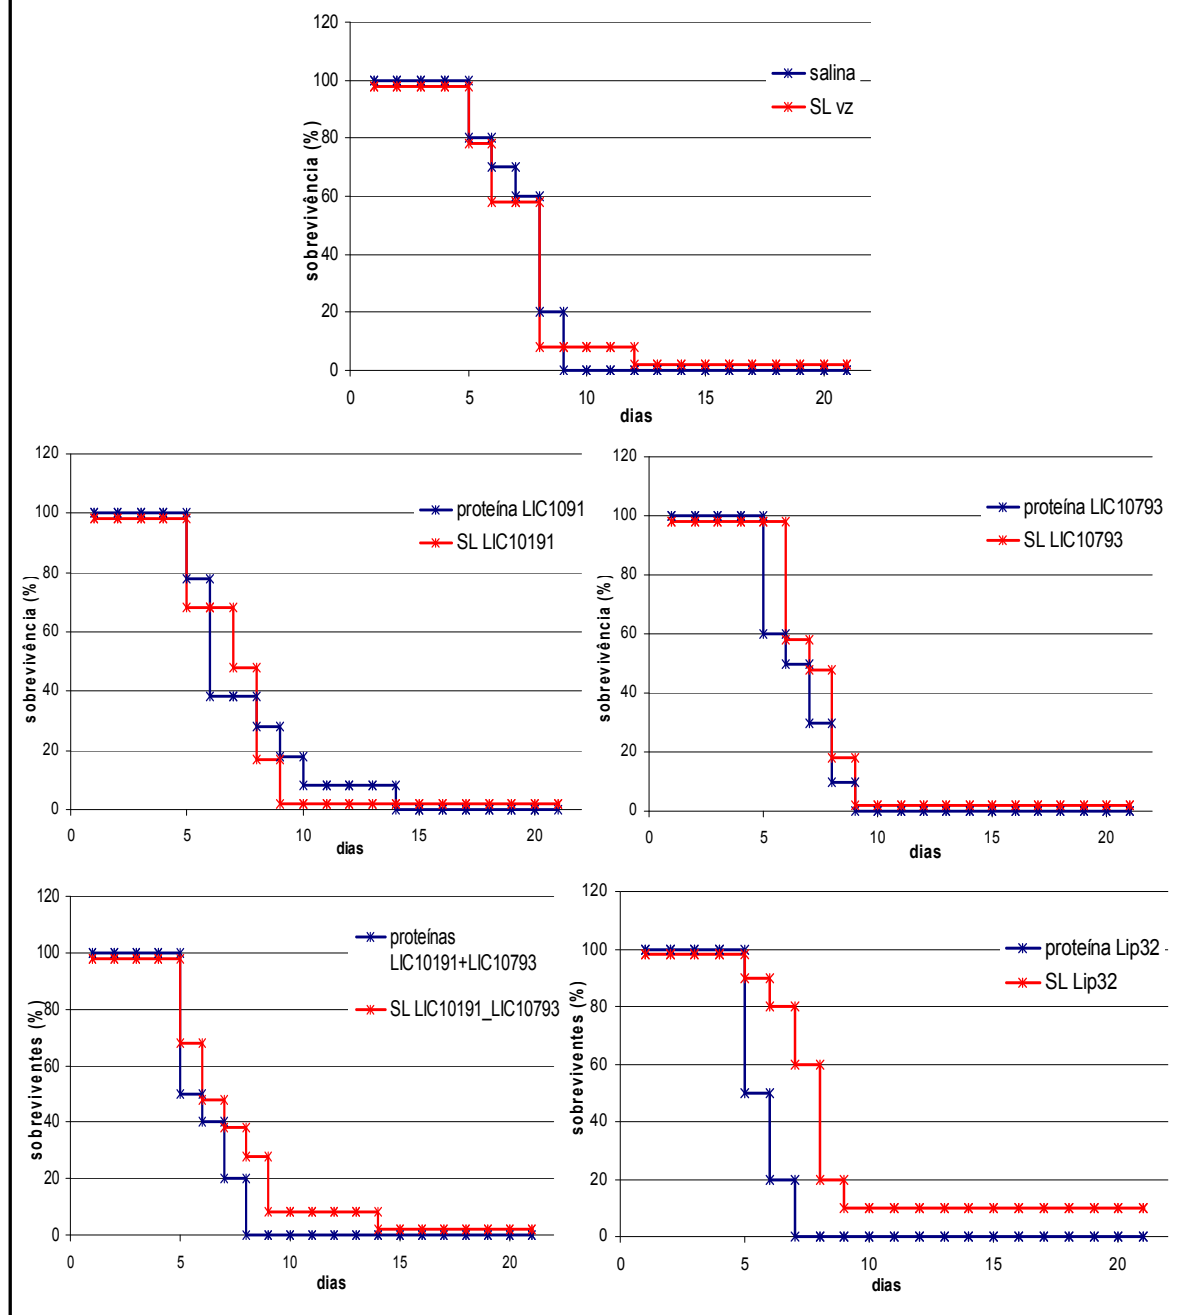 120
100
80
60
40
20
0
sobrevivência (%)
salina
SL vz
0 5 10 15 20
dias
120
100
80
60
40
20
0
sobrevivência (%)
proteína LIC1091
SL LIC10191
0 5 10 15 20
dias
120
100
80
60
40
20
0
sobrevivência (%)
proteína LIC10793
SL LIC10793
0 5 10 15 20
dias
120
100
80
60
40
20
0
sobreviventes (%)
proteínas
LIC10191+LIC10793
SL LIC10191_LIC10793
0 5 10 15 20
dias
120
100
80
60
40
20
0
sobreviventes (%)
proteína Lip32
SL Lip32
0 5 10 15 20
dias